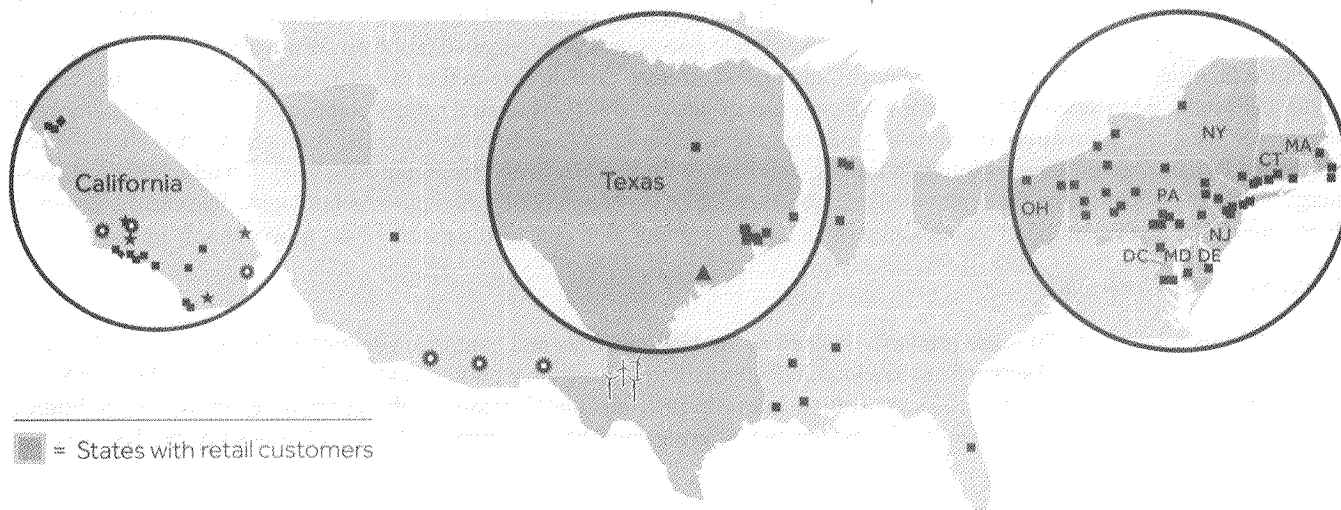 California
Texas
NY
MA
CT
OH
PA
NJ
DC
MD
DE
= States with retail customers